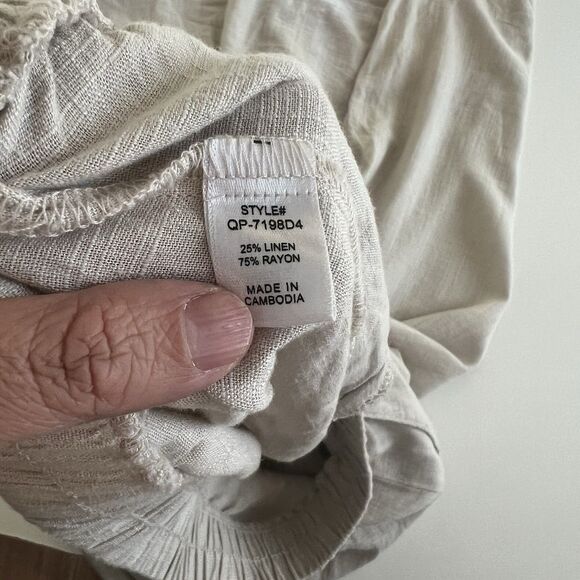 STYLE#
QP-7198D4
25% LINEN
75% RAYON
MADE IN
CAMBODIA